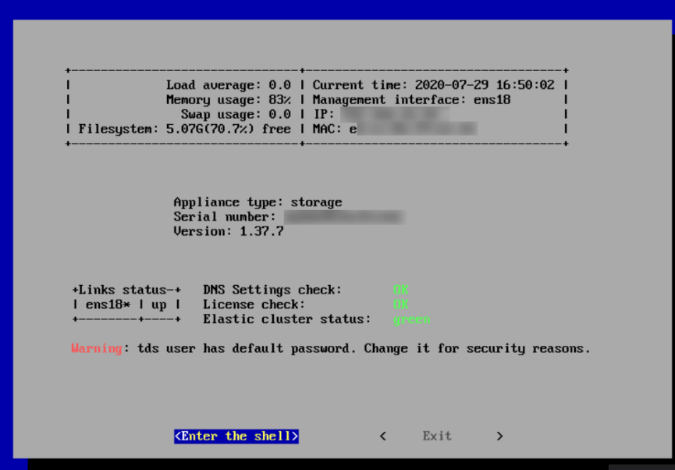 Load average: 0.0 | Current time: 2020-07-29 16:50:02
Memory usage: 83% | Management interface: ens18
Swap usage: 0.0 | IP:
Filesystem: 5.07G(70.7%) free | MAC: e
Appliance type: storage
Serial number:
Version: 1.37.7
+Links status-+ DNS Settings check: OK
| ens18* | up | License check: OK
Elastic cluster status: green
Warning: tds user has default password. Change it for security reasons.
<Enter the shell> < Exit >